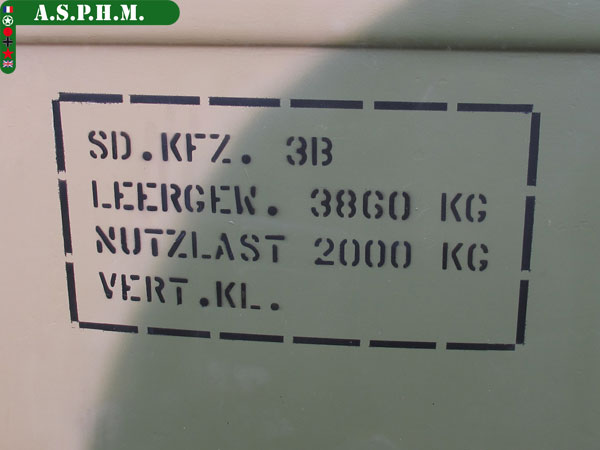 A.S.P.H.M.
SD.KFZ. 3B
LEERGEW. 3860 KG
NUTZLAST 2000 KG
VERT.KL.